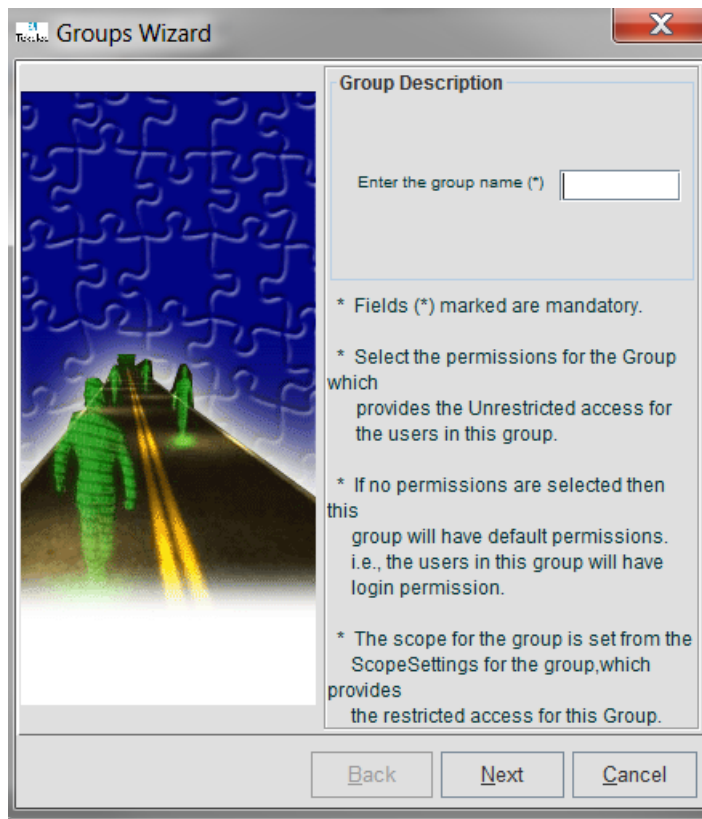 Groups Wizard
X
Group Description
Enter the group name (*)
* Fields (*) marked are mandatory.
* Select the permissions for the Group
which
provides the Unrestricted access for
the users in this group.
* If no permissions are selected then
this
group will have default permissions.
i.e., the users in this group will have
login permission.
* The scope for the group is set from the
ScopeSettings for the group,which
provides
the restricted access for this Group.
Back Next Cancel